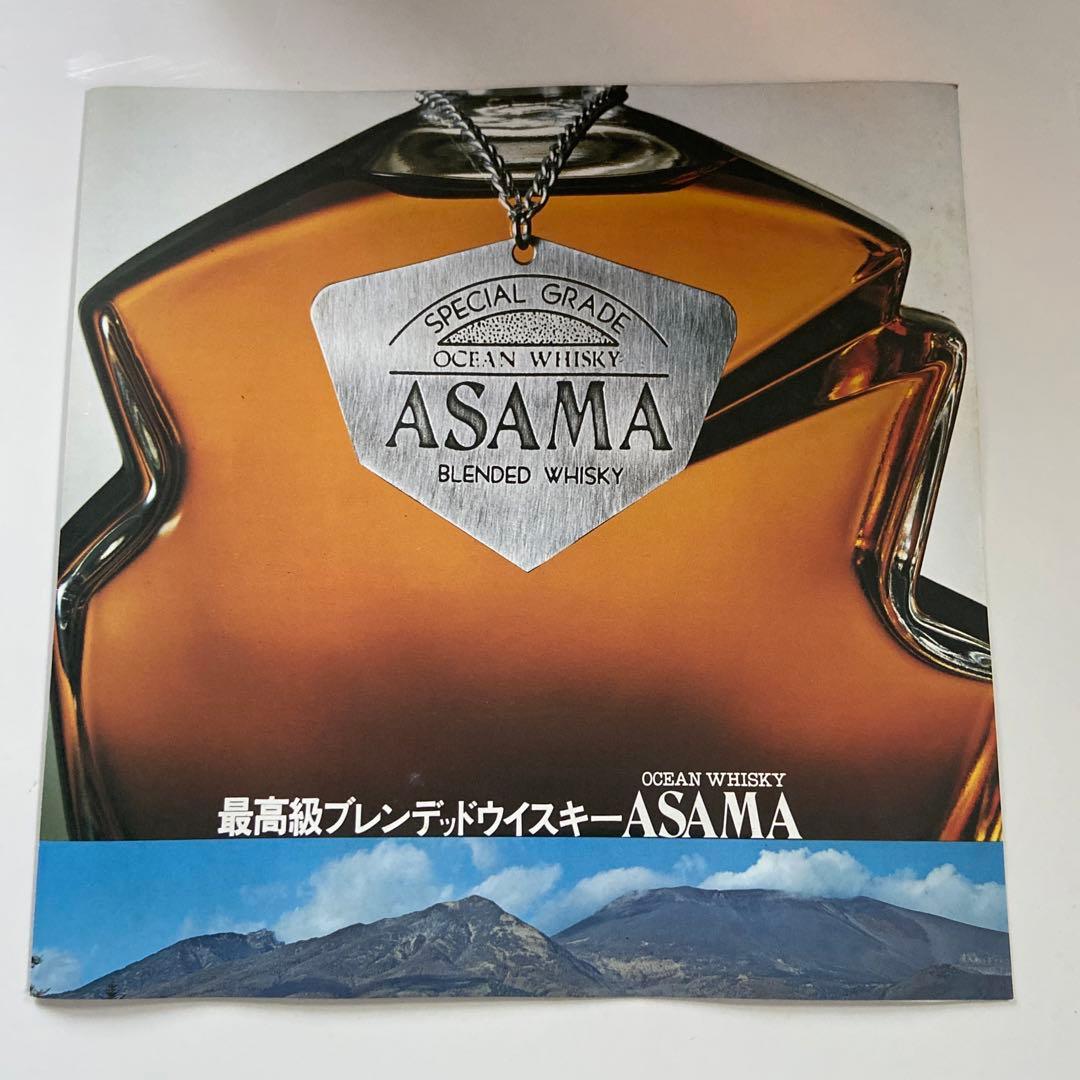 SPECIAL GRADE
OCEAN WHISKY
ASAMA
BLENDED WHISKY
OCEAN WHISKY
最高級ブレンデッドウイスキーASAMA